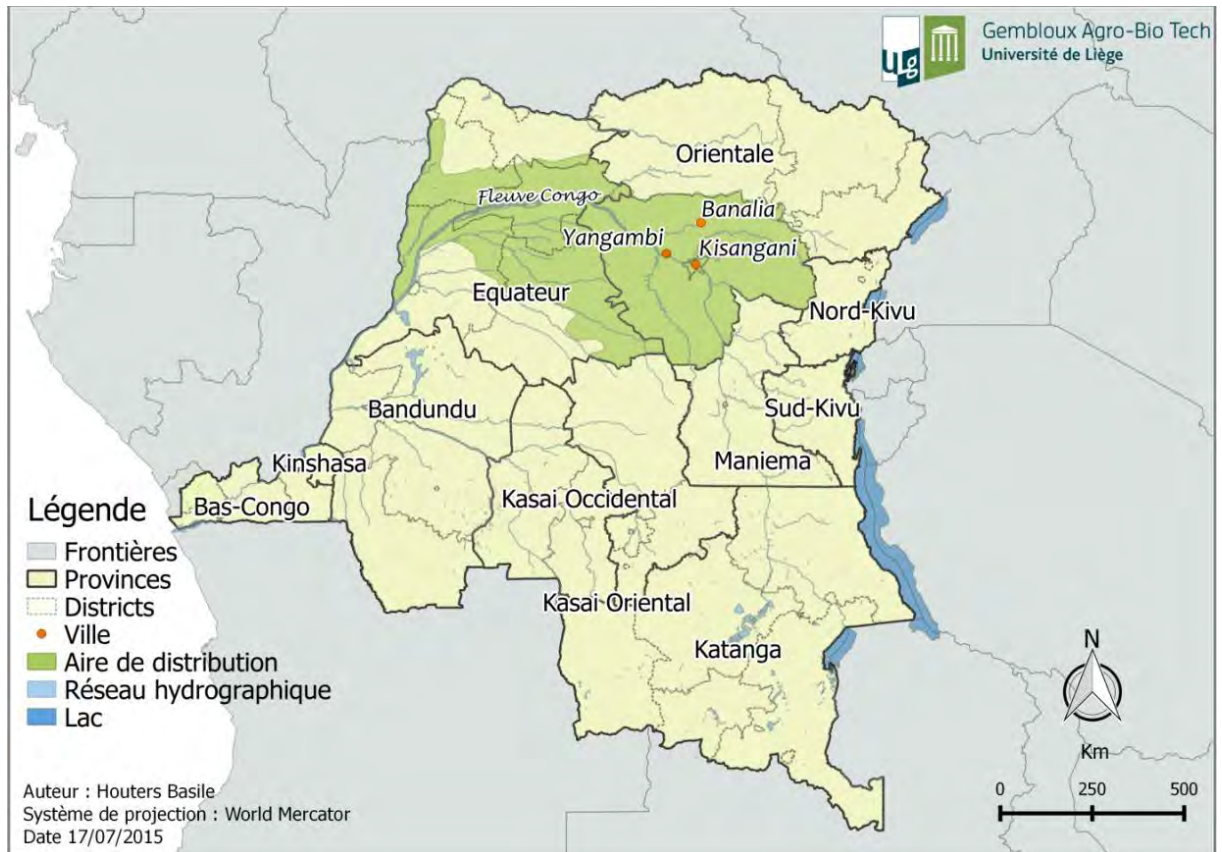 ULg
Gembloux Agro-Bio Tech
Université de Liège
Orientale
Fleuve Congo
Banalia
Yangambi
Kisangani
Equateur
Nord-Kivu
Bandundu
Sud-Kivu
Kinshasa
Maniema
Bas-Congo
Kasai Occidental
Kasai Oriental
Katanga
Légende
Frontières
Provinces
Districts
Ville
Aire de distribution
Réseau hydrographique
Lac
N
Km
0 250 500
Auteur : Houters Basile
Système de projection : World Mercator
Date 17/07/2015